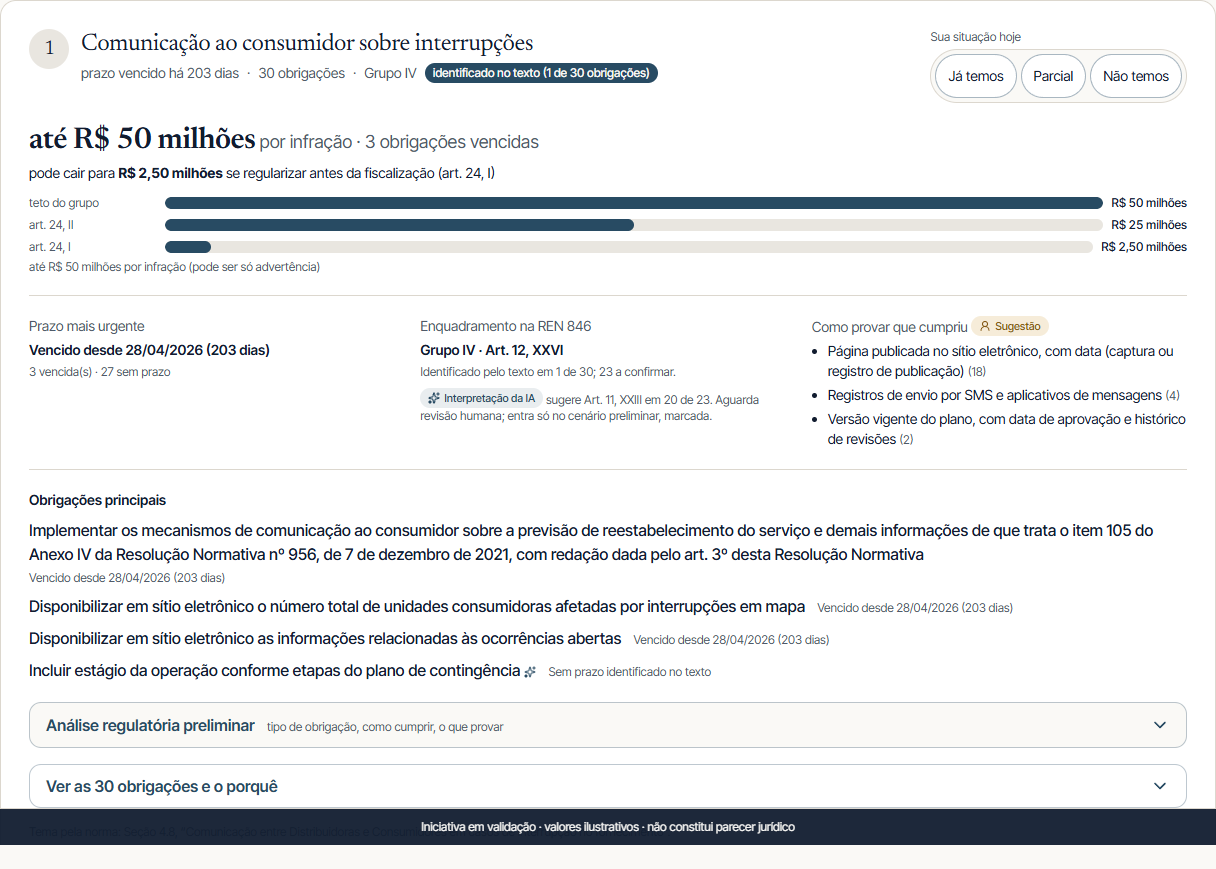 1
Comunicação ao consumidor sobre interrupções
prazo vencido há 203 dias · 30 obrigações · Grupo IV identificado no texto (1 de 30 obrigações)
Sua situação hoje
Já temos Parcial Não temos
até R$ 50 milhões por infração · 3 obrigações vencidas
pode cair para R$ 2,50 milhões se regularizar antes da fiscalização (art. 24, I)
teto do grupo R$ 50 milhões
art. 24, II R$ 25 milhões
art. 24, I R$ 2,50 milhões
até R$ 50 milhões por infração (pode ser só advertência)
Prazo mais urgente
Vencido desde 28/04/2026 (203 dias)
3 vencida(s) · 27 sem prazo
Enquadramento na REN 846
Grupo IV · Art. 12, XXVI
Identificado pelo texto em 1 de 30; 23 a confirmar.
Interpretação da IA sugere Art. 11, XXIII em 20 de 23. Aguarda
revisão humana; entra só no cenário preliminar, marcada.
Como provar que cumpriu Sugestão
• Página publicada no sítio eletrônico, com data (captura ou
registro de publicação) (18)
• Registros de envio por SMS e aplicativos de mensagens (4)
• Versão vigente do plano, com data de aprovação e histórico
de revisões (2)
Obrigações principais
Implementar os mecanismos de comunicação ao consumidor sobre a previsão de reestabelecimento do serviço e demais informações de que trata o item 105 do
Anexo IV da Resolução Normativa nº 956, de 7 de dezembro de 2021, com redação dada pelo art. 3º desta Resolução Normativa
Vencido desde 28/04/2026 (203 dias)
Disponibilizar em sítio eletrônico o número total de unidades consumidoras afetadas por interrupções em mapa Vencido desde 28/04/2026 (203 dias)
Disponibilizar em sítio eletrônico as informações relacionadas às ocorrências abertas Vencido desde 28/04/2026 (203 dias)
Incluir estágio da operação conforme etapas do plano de contingência Sem prazo identificado no texto
Análise regulatória preliminar tipo de obrigação, como cumprir, o que provar
Ver as 30 obrigações e o porquê
Iniciativa em validação · valores ilustrativos · não constitui parecer jurídico